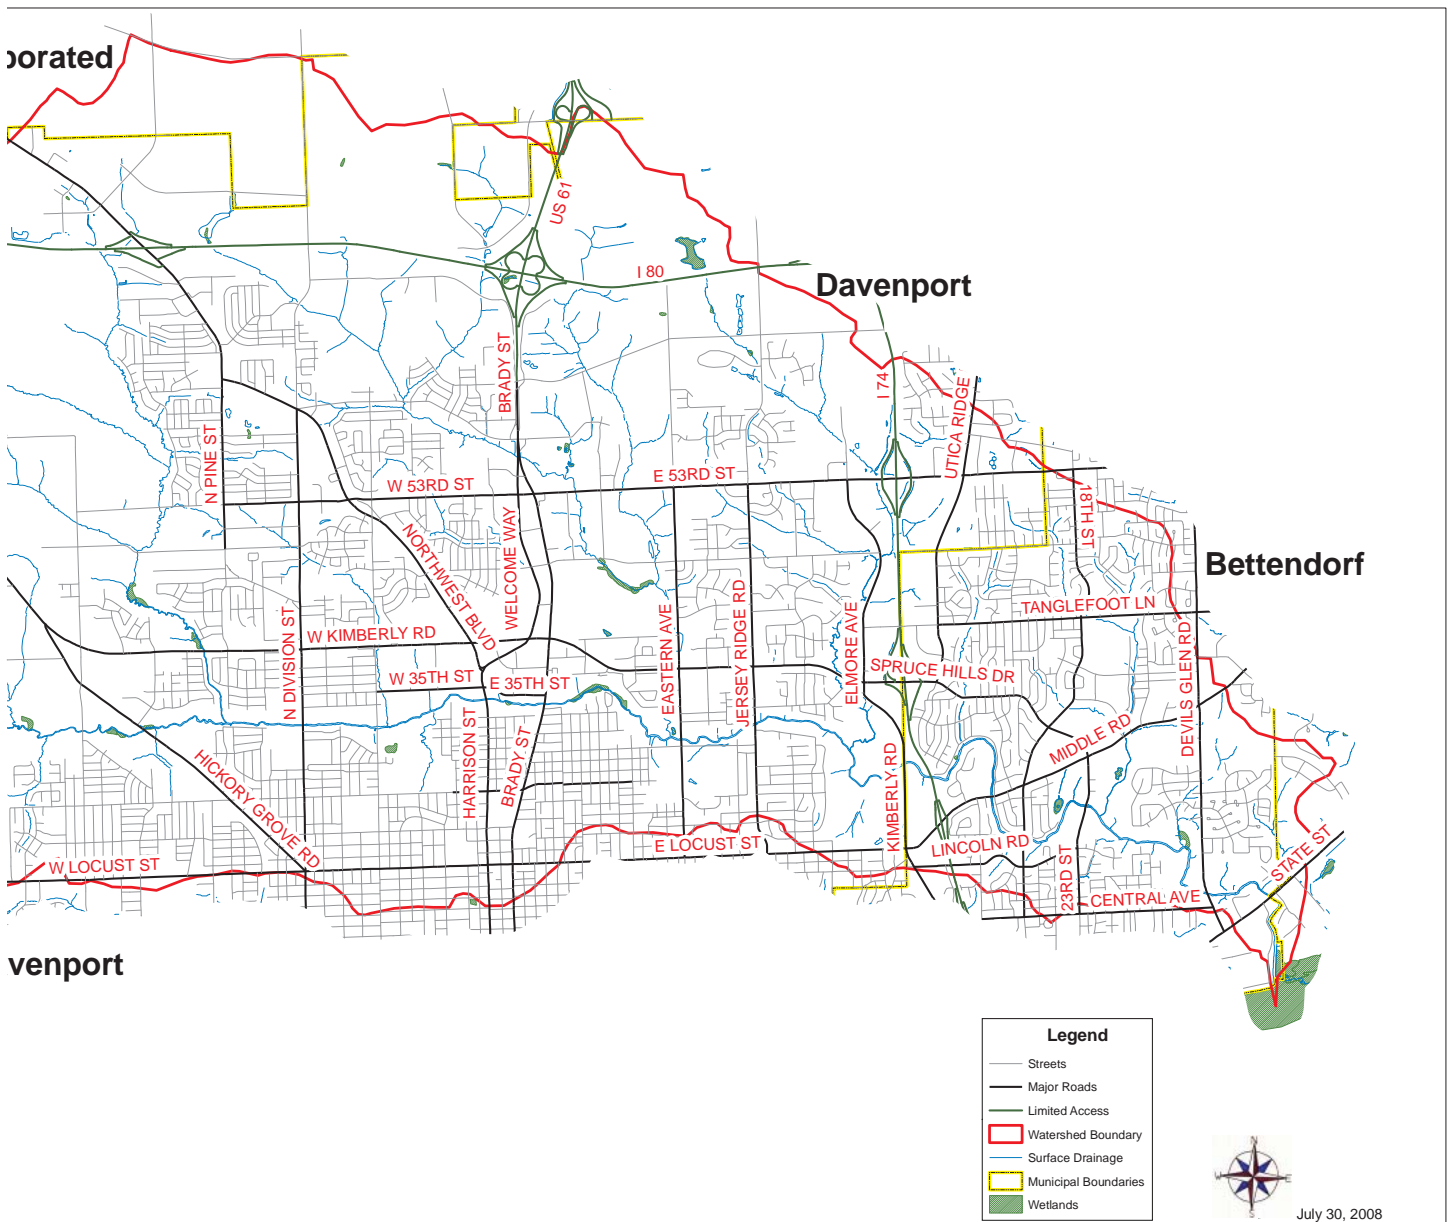 porated
US 61
I 80
Davenport
BRADY ST
I 74
UTICA RIDGE
N PINE ST
W 53RD ST
E 53RD ST
18TH ST
NORTHWEST BLVD
WELCOME WAY
Bettendorf
N DIVISION ST
W KIMBERLY RD
EASTERN AVE
JERSEY RIDGE RD
ELMORE AVE
TANGLEFOOT LN
W 35TH ST
E 35TH ST
SPRUCE HILLS DR
DEVILS GLEN RD
HICKORY GROVE RD
HARRISON ST
BRADY ST
KIMBERLY RD
MIDDLE RD
W LOCUST ST
E LOCUST ST
LINCOLN RD
23RD ST
STATE ST
CENTRAL AVE
venport
Legend
Streets
Major Roads
Limited Access
Watershed Boundary
Surface Drainage
Municipal Boundaries
Wetlands
N
W
E
S
July 30, 2008